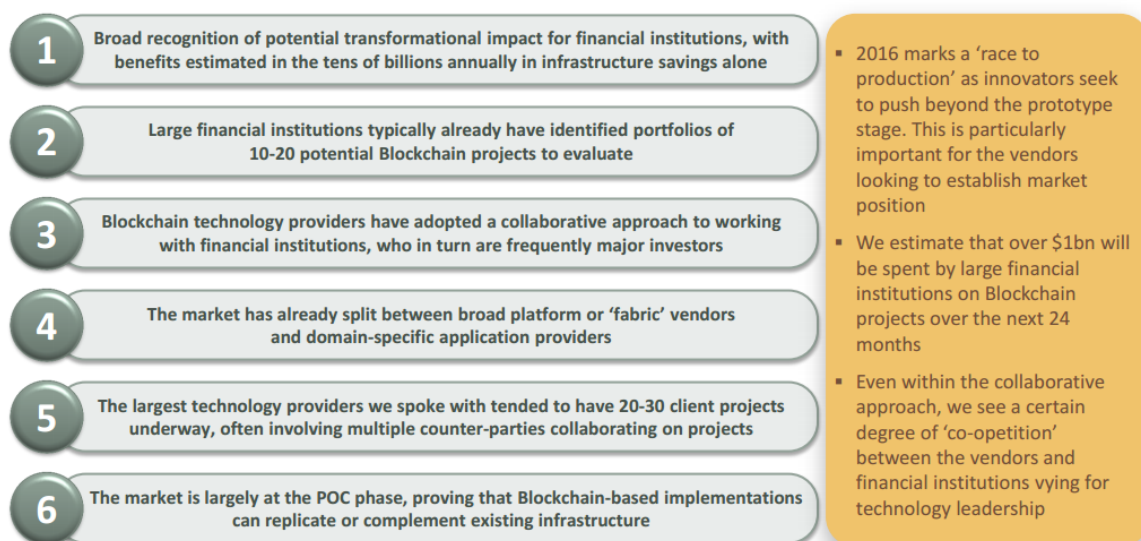 1
Broad recognition of potential transformational impact for financial institutions, with
benefits estimated in the tens of billions annually in infrastructure savings alone
2
Large financial institutions typically already have identified portfolios of
10-20 potential Blockchain projects to evaluate
3
Blockchain technology providers have adopted a collaborative approach to working
with financial institutions, who in turn are frequently major investors
4
The market has already split between broad platform or ‘fabric’ vendors
and domain-specific application providers
5
The largest technology providers we spoke with tended to have 20-30 client projects
underway, often involving multiple counter-parties collaborating on projects
6
The market is largely at the POC phase, proving that Blockchain-based implementations
can replicate or complement existing infrastructure
▪ 2016 marks a ‘race to
production’ as innovators seek
to push beyond the prototype
stage. This is particularly
important for the vendors
looking to establish market
position
▪ We estimate that over $1bn will
be spent by large financial
institutions on Blockchain
projects over the next 24
months
▪ Even within the collaborative
approach, we see a certain
degree of ‘co-opetition’
between the vendors and
financial institutions vying for
technology leadership